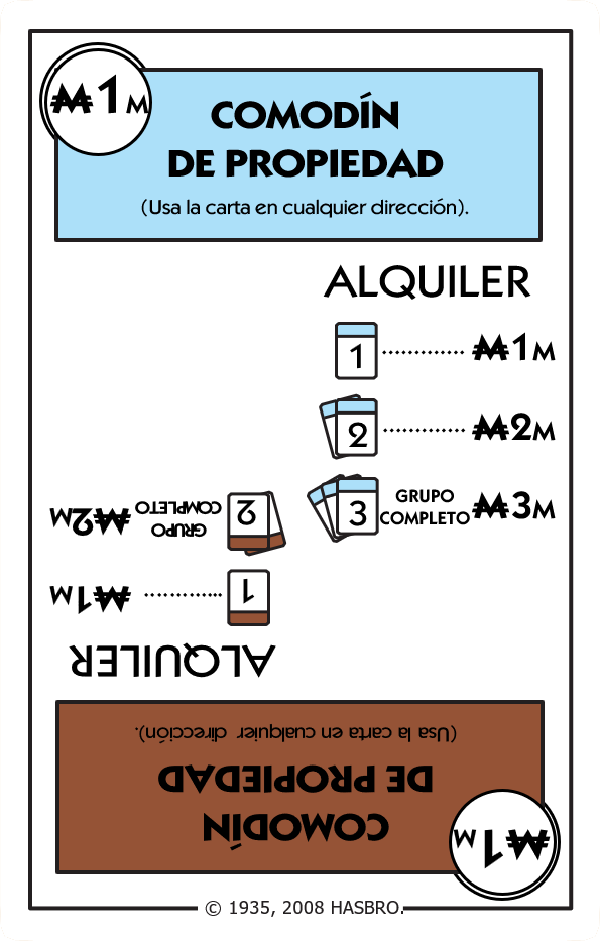 ₩1M
COMODÍN
DE PROPIEDAD
(Usa la carta en cualquier dirección).
ALQUILER
1 ............... ₩1M
2 ............... ₩2M
3 GRUPO COMPLETO ₩3M
2 GRUPO COMPLETO ₩2M
1 ............... ₩1M
ALQUILER
(Usa la carta en cualquier dirección).
DE PROPIEDAD
COMODÍN
₩1M
© 1935, 2008 HASBRO.